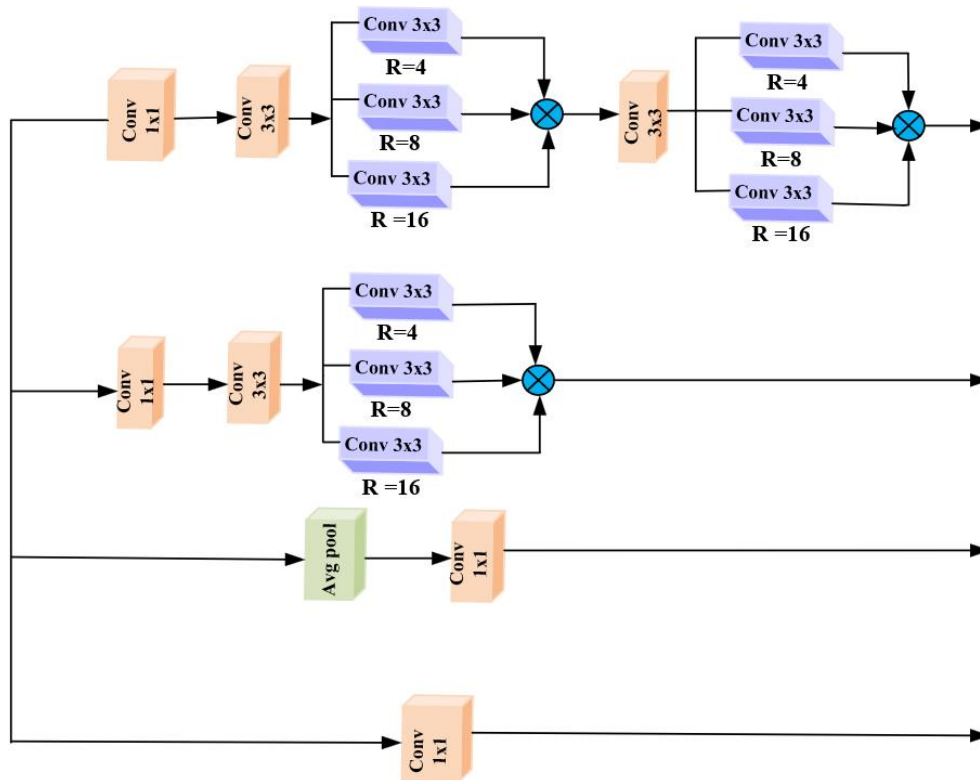 Conv
1x1
Conv
3x3
Conv 3x3
R=4
Conv 3x3
R=8
Conv 3x3
R =16
Conv
3x3
Conv 3x3
R=4
Conv 3x3
R=8
Conv 3x3
R =16
Conv
1x1
Conv
3x3
Conv 3x3
R=4
Conv 3x3
R=8
Conv 3x3
R =16
Avg pool
Conv
1x1
Conv
1x1